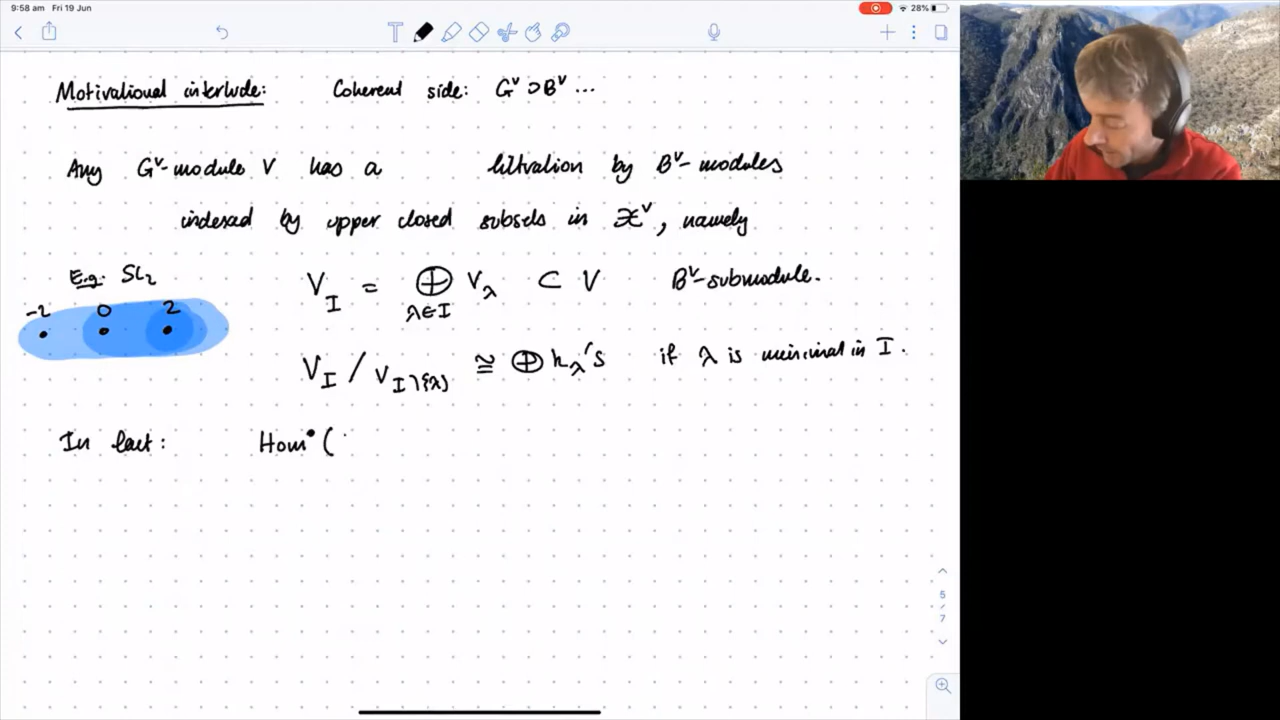 9:58 am Fri 19 Jun
28%
Motivational interlude: Coherent side: G^∨ ⊃ B^∨ ...
Any G^∨-module V has a filtration by B^∨-modules
indexed by upper closed subsets in 𝔛^∨, namely
E.g. SL₂
-2 0 2
V_I = ⊕_{λ∈I} V_λ ⊂ V B^∨-submodule.
V_I / V_{I∖{λ}} ≅ ⊕ k_λ's if λ is minimal in I.
In fact: Hom^•(
5
/
7